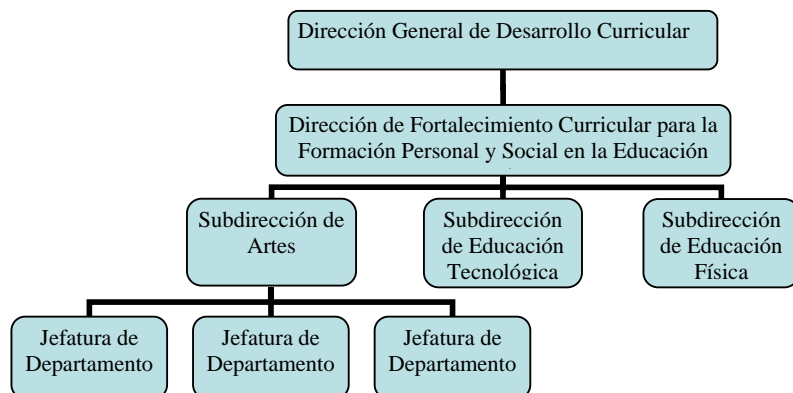 Dirección General de Desarrollo Curricular
Dirección de Fortalecimiento Curricular para la
Formación Personal y Social en la Educación
Subdirección de
Artes
Subdirección
de Educación
Tecnológica
Subdirección
de Educación
Física
Jefatura de
Departamento
Jefatura de
Departamento
Jefatura de
Departamento